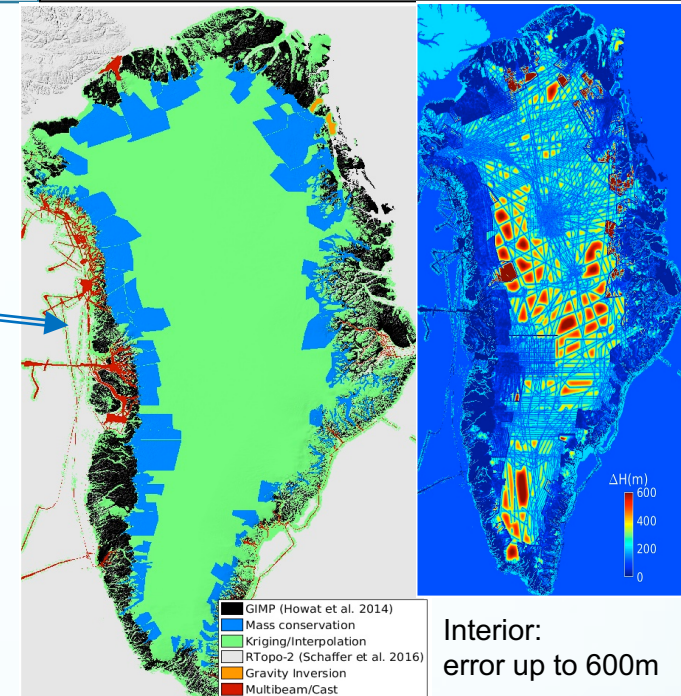 GIMP (Howat et al. 2014)
Mass conservation
Kriging/Interpolation
RTopo-2 (Schaffer et al. 2016)
Gravity Inversion
Multibeam/Cast
ΔH(m)
600
400
200
0
Interior:
error up to 600m